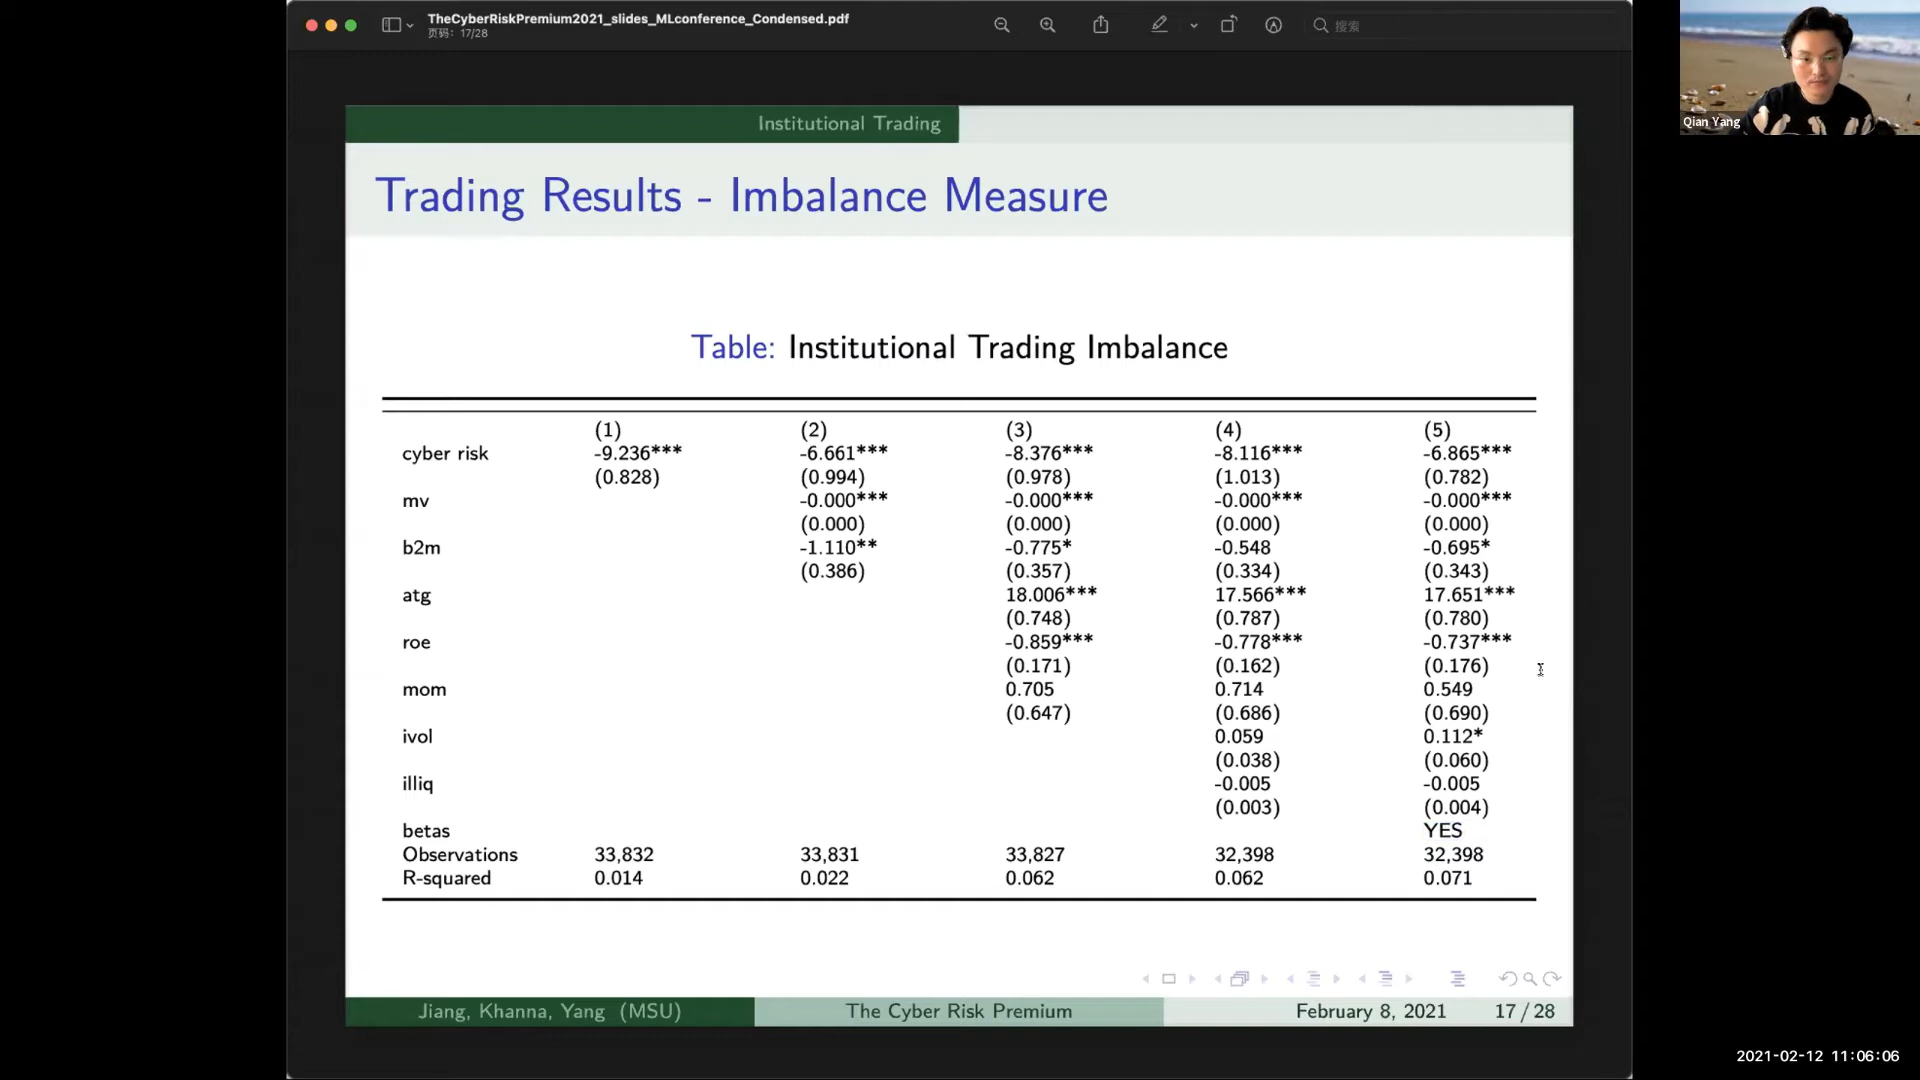 TheCyberRiskPremium2021_slides_MLconference_Condensed.pdf
页码：17/28
搜索
Qian Yang
Institutional Trading
Trading Results - Imbalance Measure
Table: Institutional Trading Imbalance
(1) (2) (3) (4) (5)
cyber risk -9.236*** -6.661*** -8.376*** -8.116*** -6.865***
(0.828) (0.994) (0.978) (1.013) (0.782)
mv -0.000*** -0.000*** -0.000*** -0.000***
(0.000) (0.000) (0.000) (0.000)
b2m -1.110** -0.775* -0.548 -0.695*
(0.386) (0.357) (0.334) (0.343)
atg 18.006*** 17.566*** 17.651***
(0.748) (0.787) (0.780)
roe -0.859*** -0.778*** -0.737***
(0.171) (0.162) (0.176)
mom 0.705 0.714 0.549
(0.647) (0.686) (0.690)
ivol 0.059 0.112*
(0.038) (0.060)
illiq -0.005 -0.005
(0.003) (0.004)
betas YES
Observations 33,832 33,831 33,827 32,398 32,398
R-squared 0.014 0.022 0.062 0.062 0.071
Jiang, Khanna, Yang (MSU) The Cyber Risk Premium February 8, 2021 17 / 28
2021-02-12 11:06:06